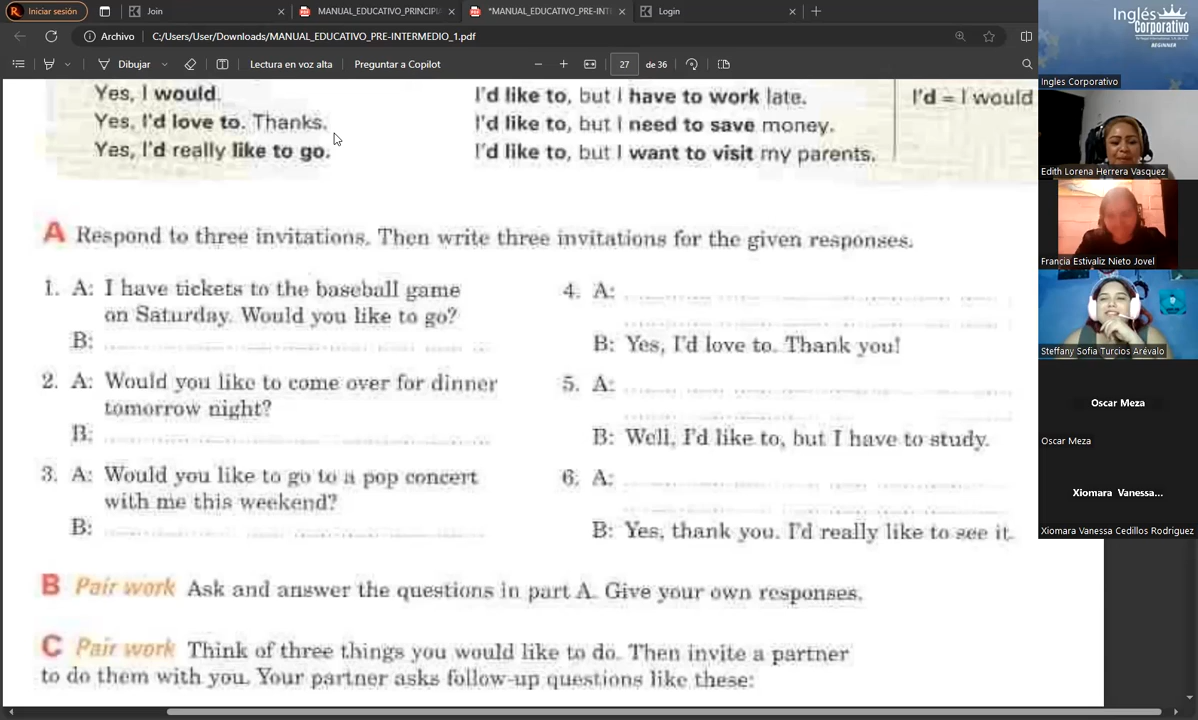 Iniciar sesión
Join
MANUAL_EDUCATIVO_PRINCIPI
*MANUAL_EDUCATIVO_PRE-INT
Login
Archivo
C:/Users/User/Downloads/MANUAL_EDUCATIVO_PRE-INTERMEDIO_1.pdf
Dibujar
Lectura en voz alta
Preguntar a Copilot
27
de 36
Yes, I would.
Yes, I'd love to. Thanks.
Yes, I'd really like to go.
I'd like to, but I have to work late.
I'd like to, but I need to save money.
I'd like to, but I want to visit my parents.
I'd = I would
A Respond to three invitations. Then write three invitations for the given responses.
1. A: I have tickets to the baseball game
on Saturday. Would you like to go?
B:
2. A: Would you like to come over for dinner
tomorrow night?
B:
3. A: Would you like to go to a pop concert
with me this weekend?
B:
4. A:
B: Yes, I'd love to. Thank you!
5. A:
B: Well, I'd like to, but I have to study.
6. A:
B: Yes, thank you. I'd really like to see it.
B Pair work Ask and answer the questions in part A. Give your own responses.
C Pair work Think of three things you would like to do. Then invite a partner
to do them with you. Your partner asks follow-up questions like these:
Inglés
Corporativo
BEGINNER
Ingles Corporativo
Edith Lorena Herrera Vasquez
Francia Estivaliz Nieto Jovel
Steffany Sofia Turcios Arévalo
Oscar Meza
Oscar Meza
Xiomara Vanessa...
Xiomara Vanessa Cedillos Rodriguez